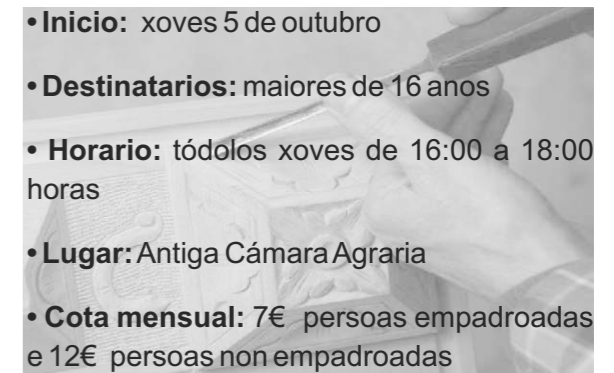 • Inicio: xoves 5 de outubro
• Destinatarios: maiores de 16 anos
• Horario: tódolos xoves de 16:00 a 18:00
horas
• Lugar: Antiga Cámara Agraria
• Cota mensual: 7€ persoas empadroadas
e 12€ persoas non empadroadas